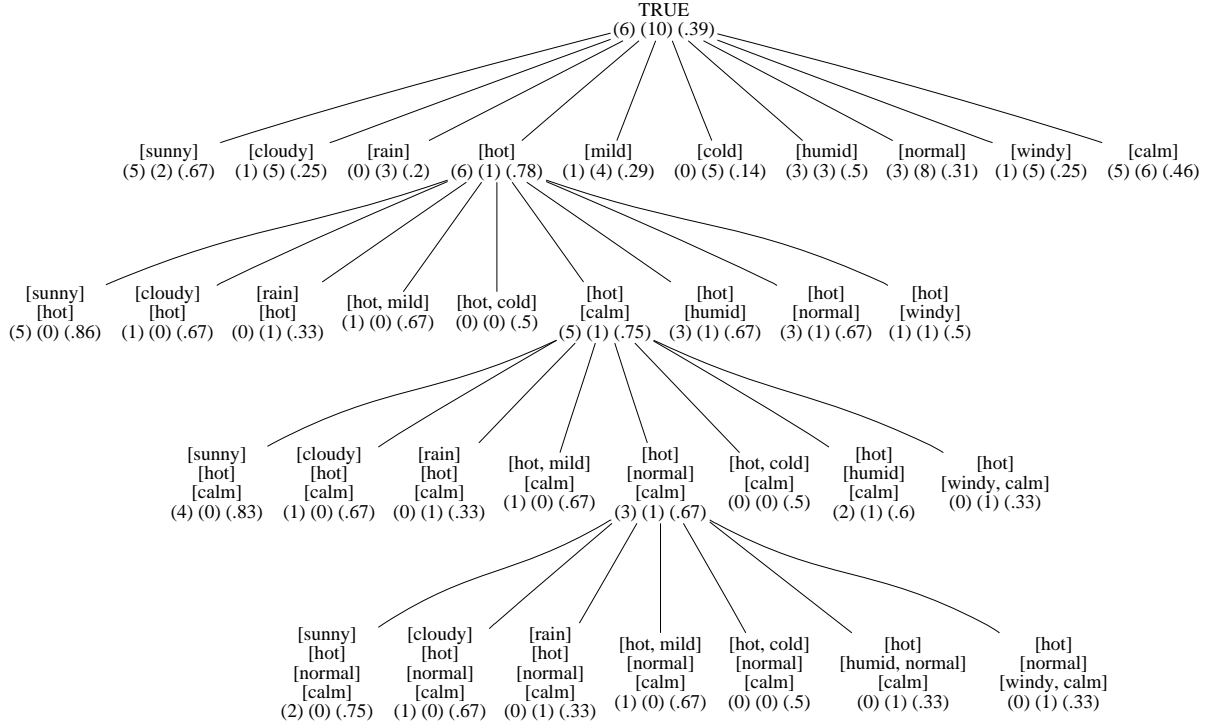 TRUE
(6) (10) (.39)
[sunny]
(5) (2) (.67)
[cloudy]
(1) (5) (.25)
[rain]
(0) (3) (.2)
[hot]
(6) (1) (.78)
[mild]
(1) (4) (.29)
[cold]
(0) (5) (.14)
[humid]
(3) (3) (.5)
[normal]
(3) (8) (.31)
[windy]
(1) (5) (.25)
[calm]
(5) (6) (.46)
[sunny]
[hot]
(5) (0) (.86)
[cloudy]
[hot]
(1) (0) (.67)
[rain]
[hot]
(0) (1) (.33)
[hot, mild]
(1) (0) (.67)
[hot, cold]
(0) (0) (.5)
[hot]
[calm]
(5) (1) (.75)
[hot]
[humid]
(3) (1) (.67)
[hot]
[normal]
(3) (1) (.67)
[hot]
[windy]
(1) (1) (.5)
[sunny]
[hot]
[calm]
(4) (0) (.83)
[cloudy]
[hot]
[calm]
(1) (0) (.67)
[rain]
[hot]
[calm]
(0) (1) (.33)
[hot, mild]
[calm]
(1) (0) (.67)
[hot]
[normal]
[calm]
(3) (1) (.67)
[hot, cold]
[calm]
(0) (0) (.5)
[hot]
[humid]
[calm]
(2) (1) (.6)
[hot]
[windy, calm]
(0) (1) (.33)
[sunny]
[hot]
[normal]
[calm]
(2) (0) (.75)
[cloudy]
[hot]
[normal]
[calm]
(1) (0) (.67)
[rain]
[hot]
[normal]
[calm]
(0) (1) (.33)
[hot, mild]
[normal]
[calm]
(1) (0) (.67)
[hot, cold]
[normal]
[calm]
(0) (0) (.5)
[hot]
[humid, normal]
[calm]
(0) (1) (.33)
[hot]
[normal]
[windy, calm]
(0) (1) (.33)